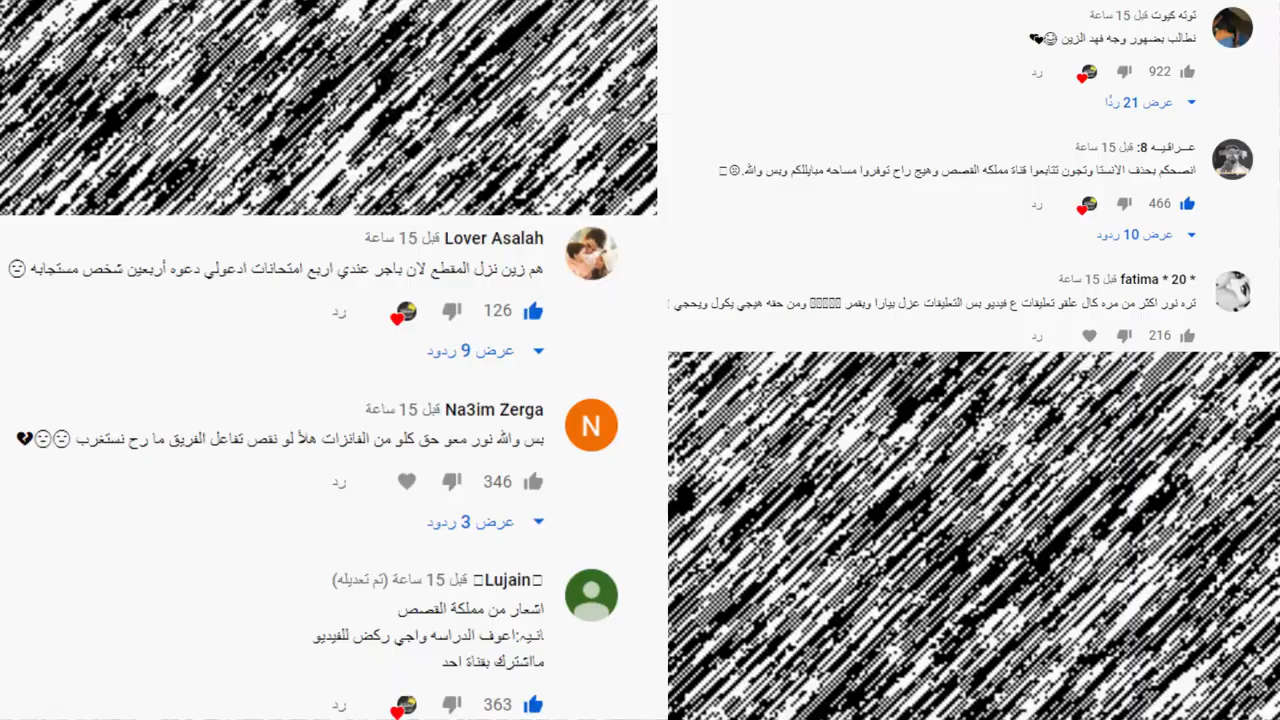 توته كيوت قبل 15 ساعة
نطالب بضهور وجه فهد الزين 😂🖤
922
رد
عرض 21 ردًا
عــراقيــه 8: قبل 15 ساعة
انصحكم بحذف الانستا وتجون تتابعوا قناة مملكه القصص وهيج راح توفروا مساحه مبايللكم وبس والله.☹
466
رد
عرض 10 ردود
* fatima * 20 قبل 15 ساعة
تره نور اكثر من مره كال علقو تعليقات ع فيديو بس التعليقات عزل بيارا وبقمر ومن حقه هيجي يكول ويحجي
216
رد
Lover Asalah قبل 15 ساعة
هم زين نزل المقطع لان باجر عندي اربع امتحانات ادعولي دعوه أربعين شخص مستجابه 😑
126
رد
عرض 9 ردود
N
Na3im Zerga قبل 15 ساعة
بس والله نور معو حق كلو من الفانزات هلأ لو نقص تفاعل الفريق ما رح نستغرب 😑😑💔
346
رد
عرض 3 ردود
Lujain قبل 15 ساعة (تم تعديله)
اشعار من مملكة القصص
انـيـه:اعوف الدراسه واجي ركض للفيديو
مااشترك بقناة احد
363
رد